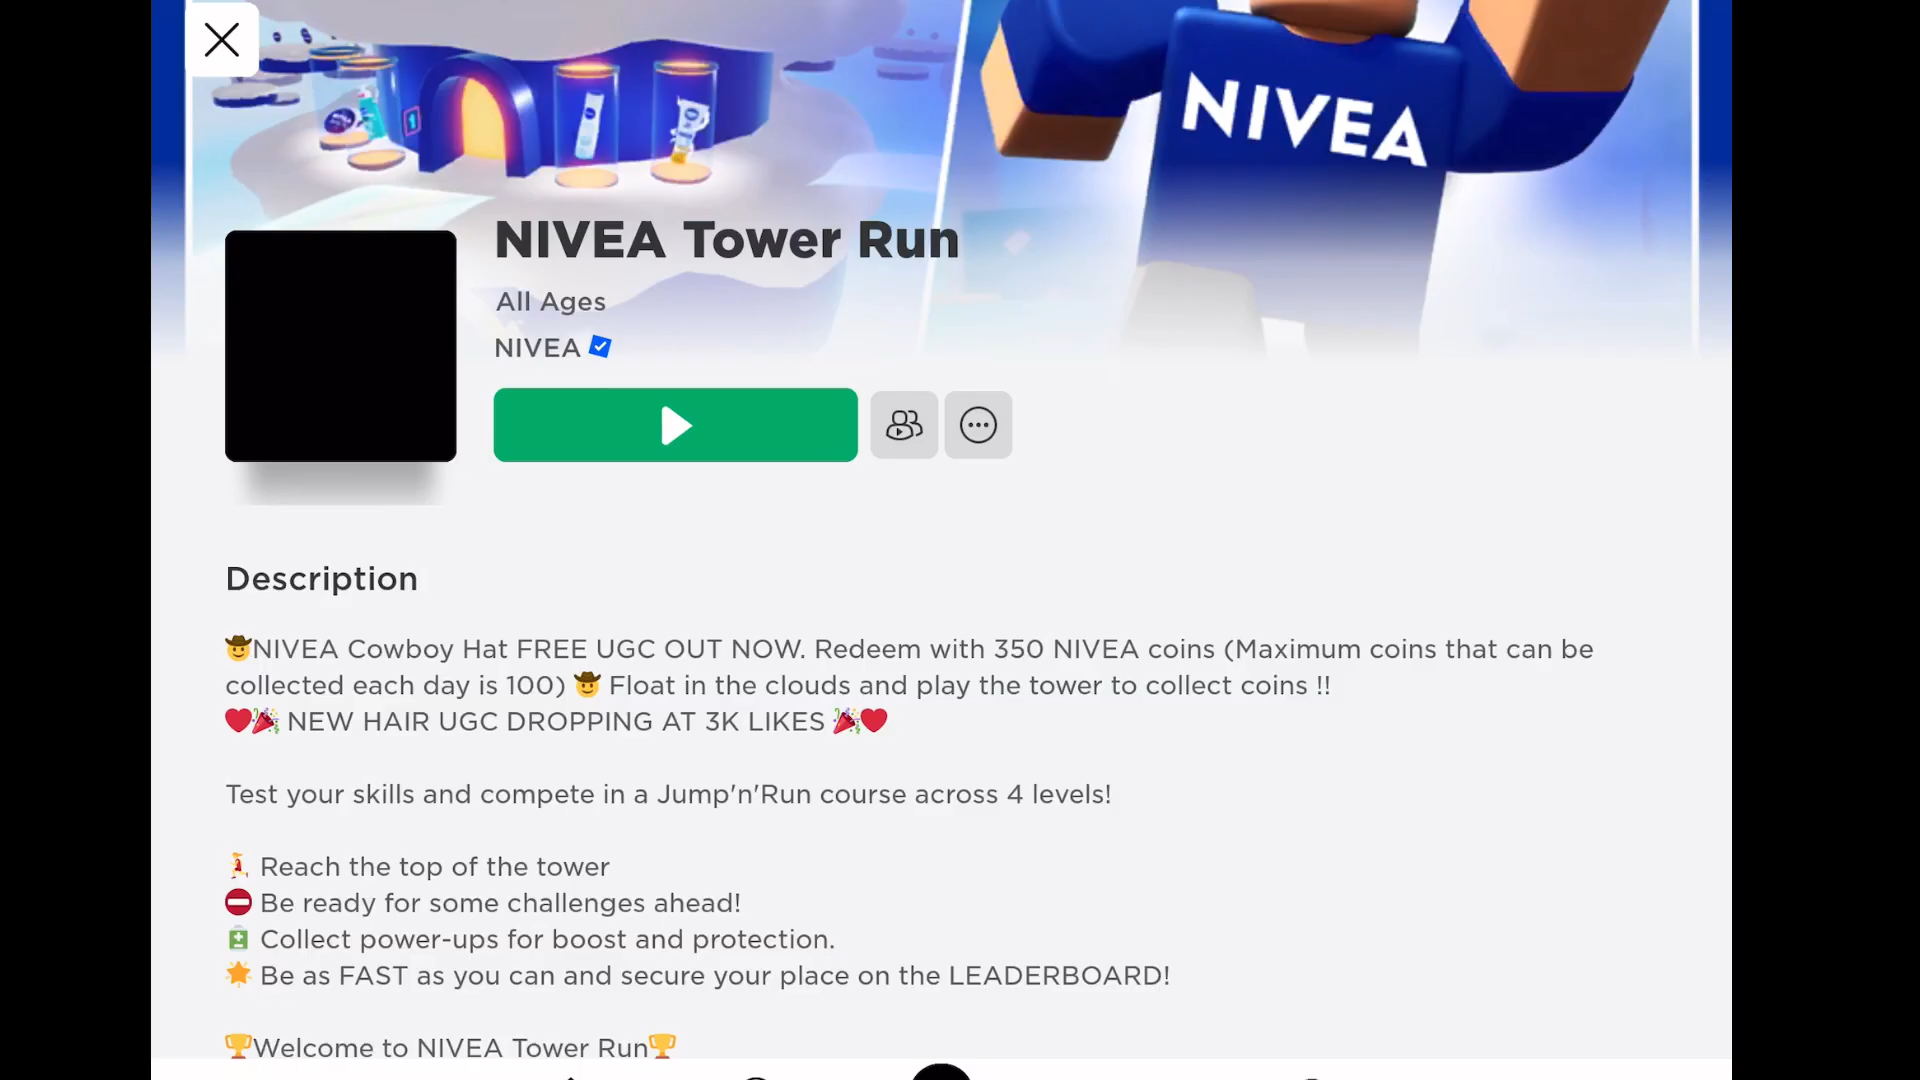 NIVEA
NIVEA Tower Run
All Ages
NIVEA
Description
🤠NIVEA Cowboy Hat FREE UGC OUT NOW. Redeem with 350 NIVEA coins (Maximum coins that can be
collected each day is 100) 🤠 Float in the clouds and play the tower to collect coins !!
❤️🎉 NEW HAIR UGC DROPPING AT 3K LIKES 🎉❤️
Test your skills and compete in a Jump'n'Run course across 4 levels!
🏃 Reach the top of the tower
⛔ Be ready for some challenges ahead!
🔋 Collect power-ups for boost and protection.
🌟 Be as FAST as you can and secure your place on the LEADERBOARD!
🏆Welcome to NIVEA Tower Run🏆